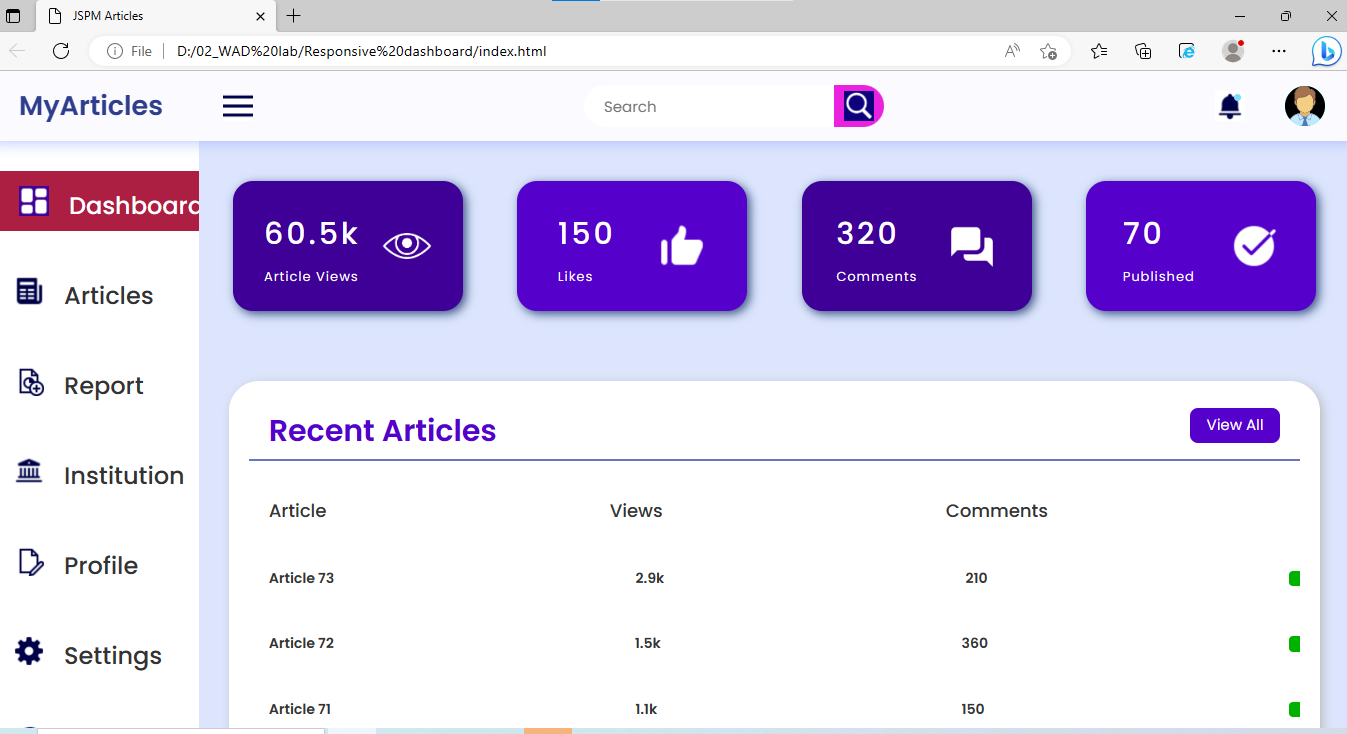 JSPM Articles
File
D:/02_WAD%20lab/Responsive%20dashboard/index.html
MyArticles
Search
Dashboard
Articles
Report
Institution
Profile
Settings
60.5k
Article Views
150
Likes
320
Comments
70
Published
Recent Articles
View All
Article Views Comments
Article 73 2.9k 210
Article 72 1.5k 360
Article 71 1.1k 150